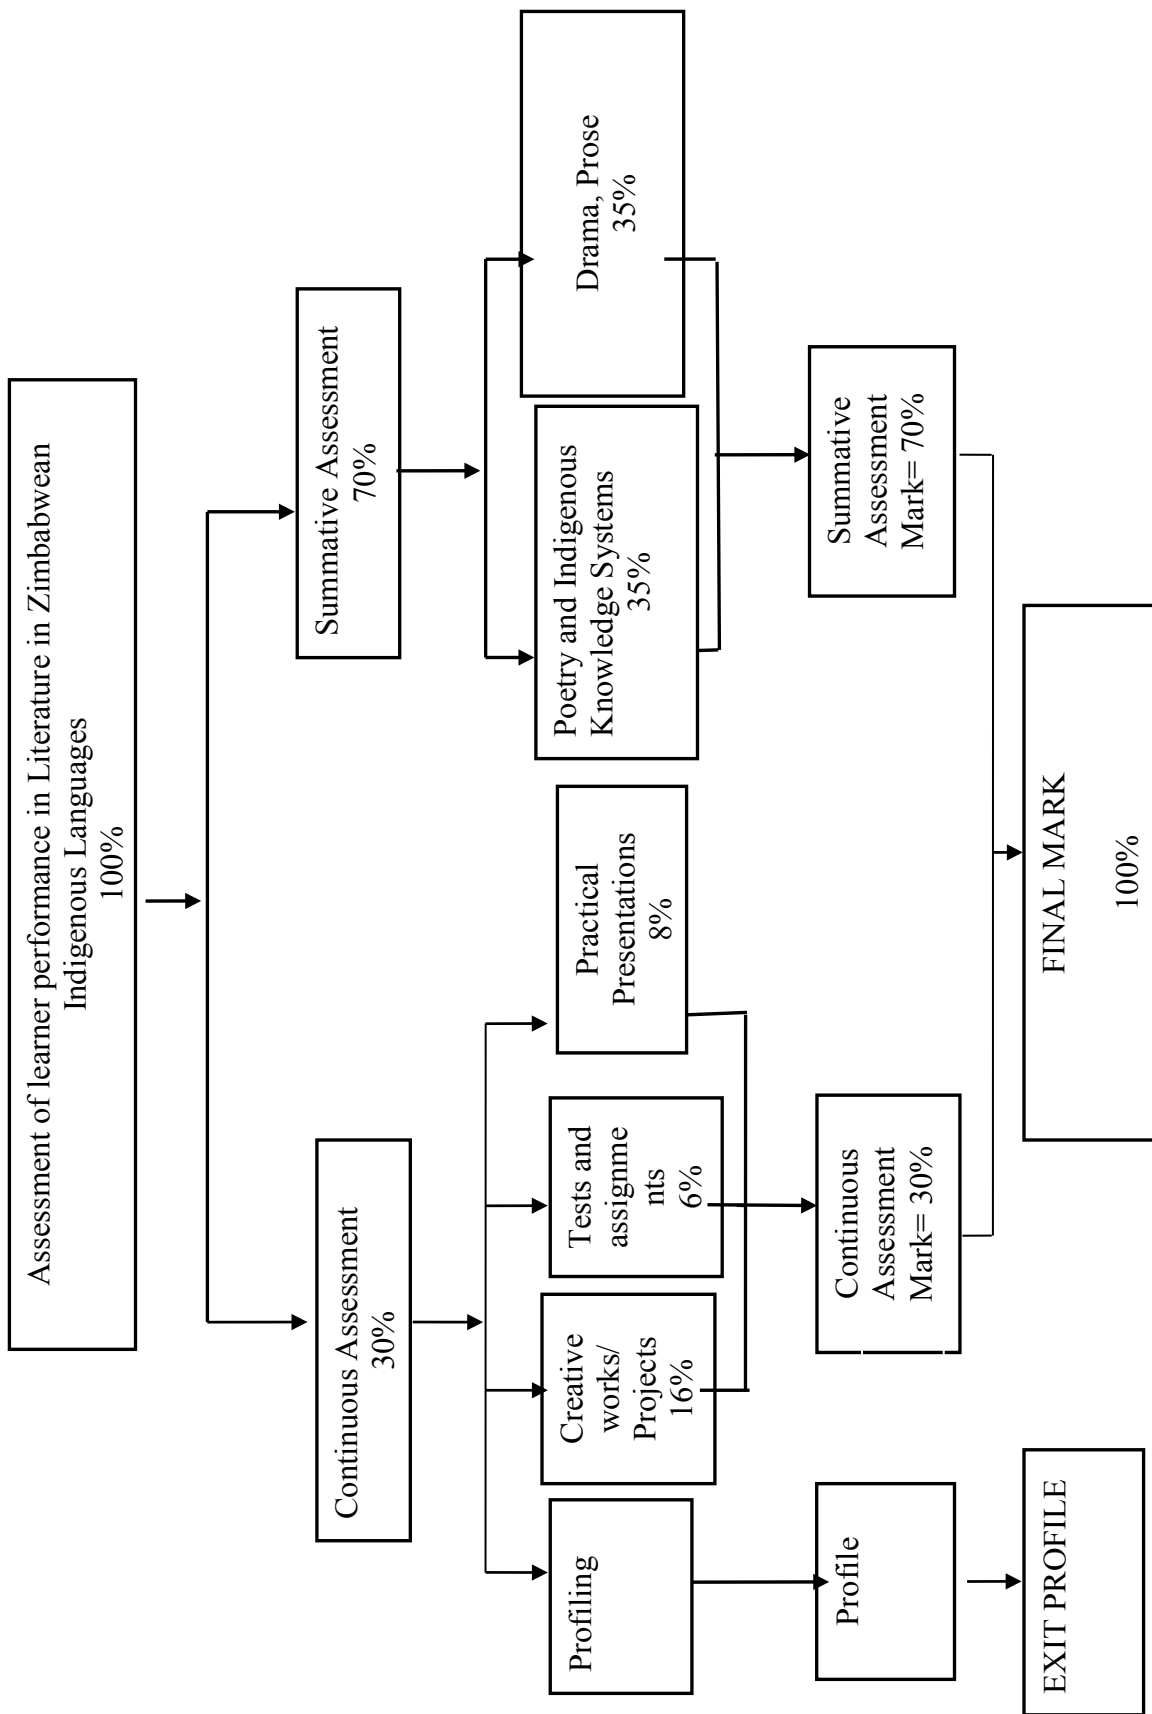 Assessment of learner performance in Literature in Zimbabwean
Indigenous Languages
100%
Continuous Assessment
30%
Summative Assessment
70%
Profiling
Creative
works/
Projects
16%
Tests and
assignme
nts
6%
Practical
Presentations
8%
Poetry and Indigenous
Knowledge Systems
35%
Drama, Prose
35%
Profile
Continuous
Assessment
Mark= 30%
Summative
Assessment
Mark= 70%
EXIT PROFILE
FINAL MARK
100%